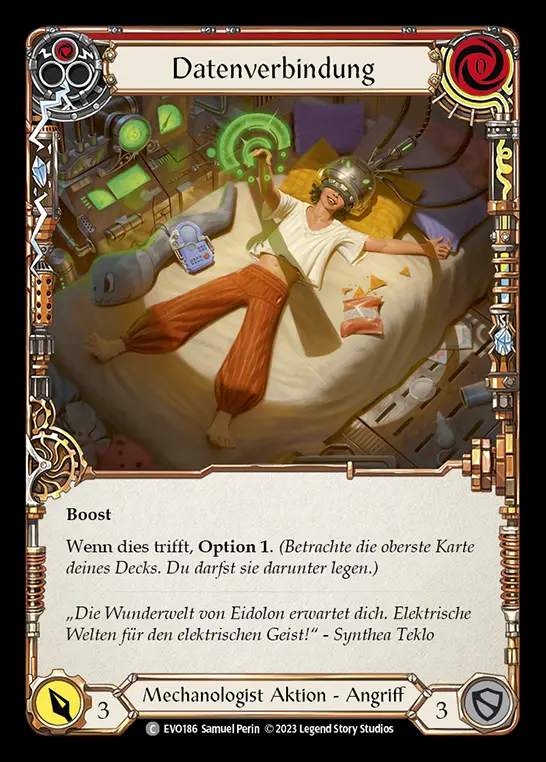 Datenverbindung
0
Boost
Wenn dies trifft, Option 1. (Betrachte die oberste Karte
deines Decks. Du darfst sie darunter legen.)
„Die Wunderwelt von Eidolon erwartet dich. Elektrische
Welten für den elektrischen Geist!“ - Synthea Teklo
3
Mechanologist Aktion - Angriff
3
C EVO186 Samuel Perin © 2023 Legend Story Studios